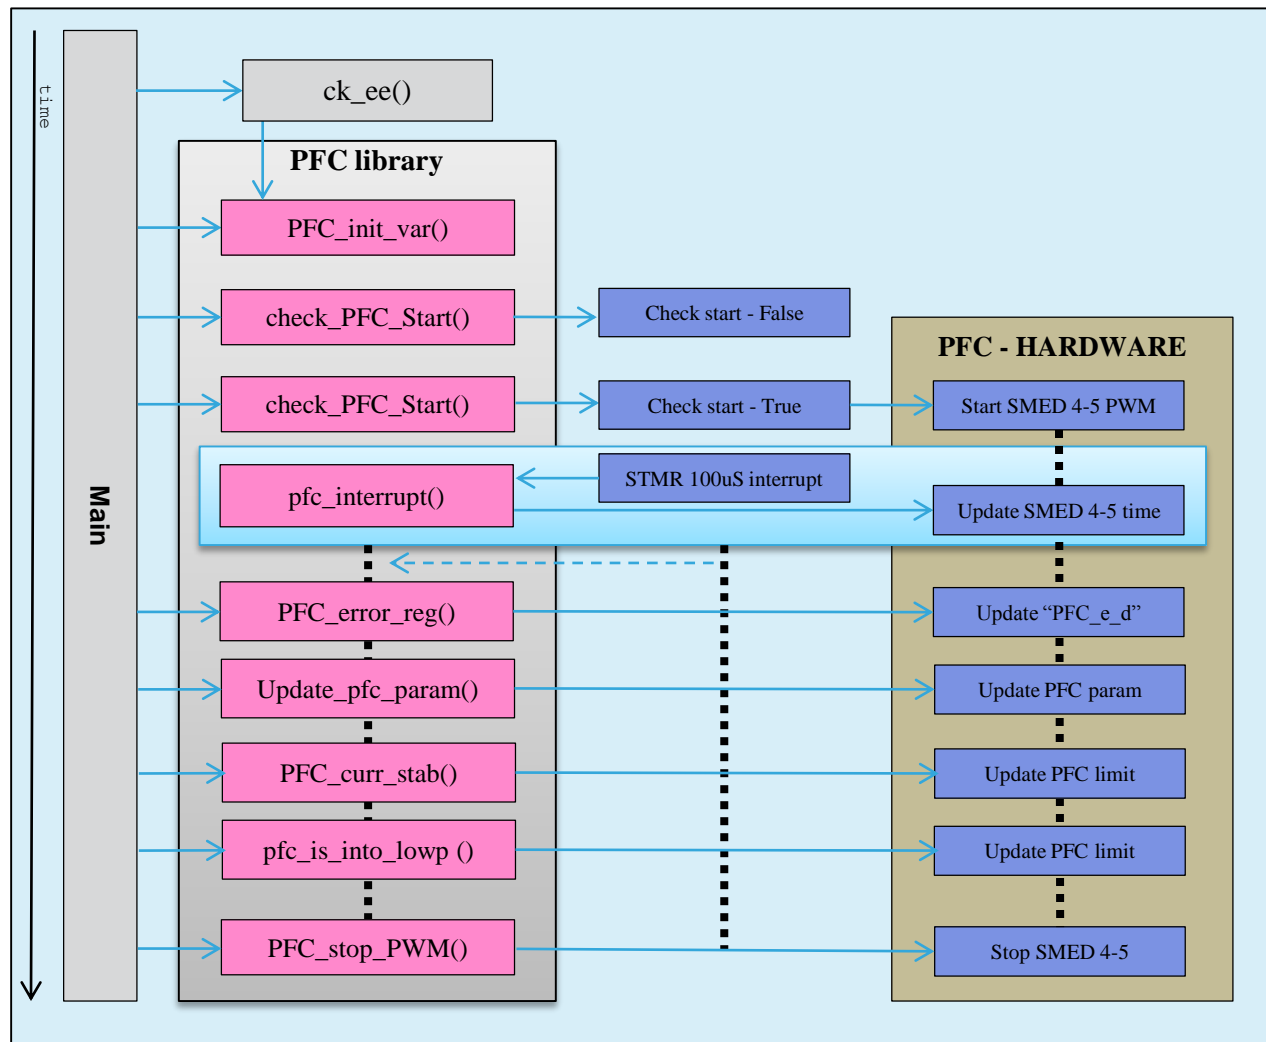 time
Main
ck_ee()
PFC library
PFC_init_var()
check_PFC_Start()
Check start - False
PFC - HARDWARE
check_PFC_Start()
Check start - True
Start SMED 4-5 PWM
pfc_interrupt()
STMR 100uS interrupt
Update SMED 4-5 time
PFC_error_reg()
Update “PFC_e_d”
Update_pfc_param()
Update PFC param
PFC_curr_stab()
Update PFC limit
pfc_is_into_lowp ()
Update PFC limit
PFC_stop_PWM()
Stop SMED 4-5